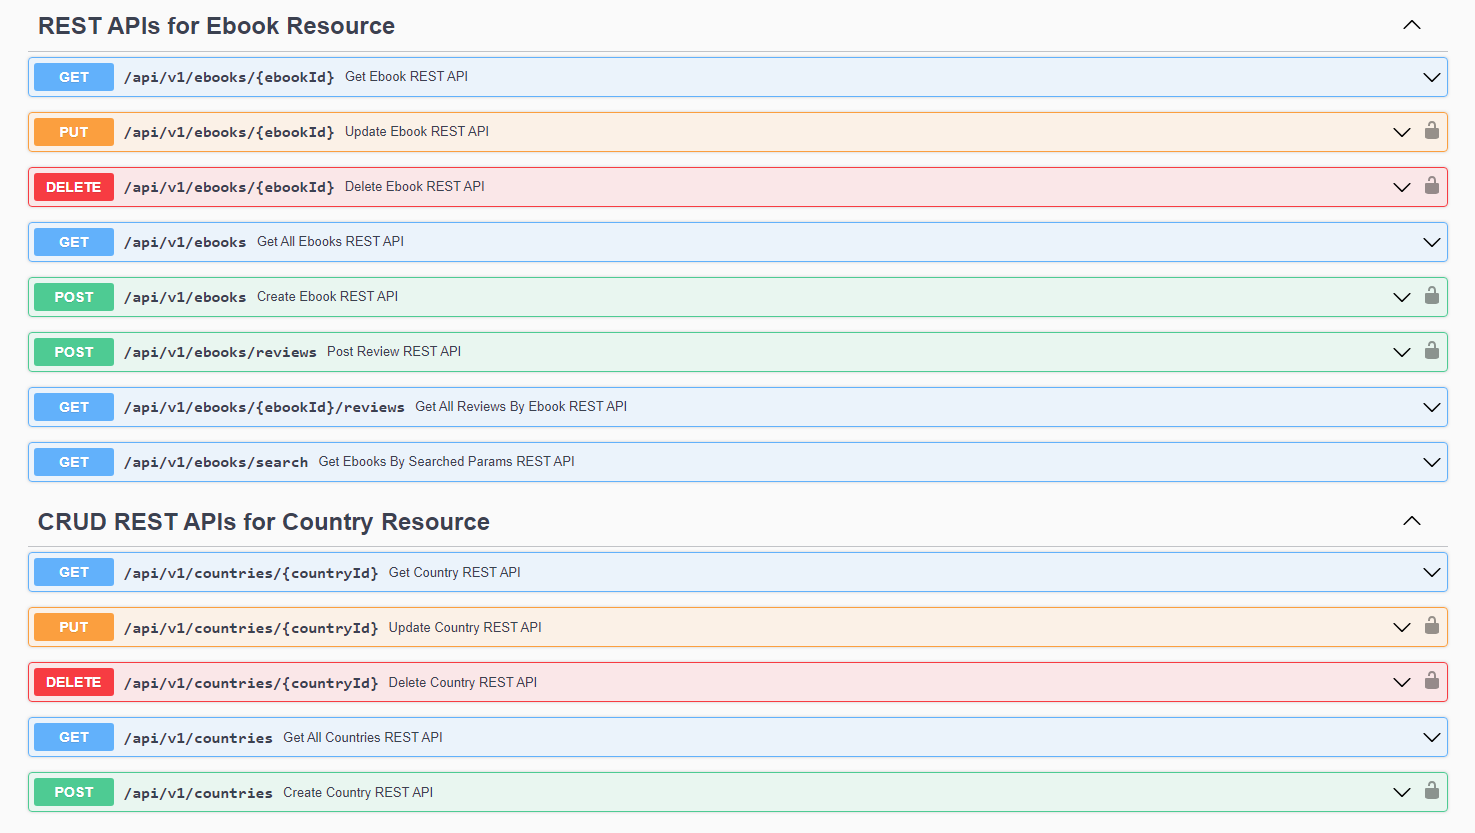 REST APIs for Ebook Resource
GET /api/v1/ebooks/{ebookId} Get Ebook REST API
PUT /api/v1/ebooks/{ebookId} Update Ebook REST API
DELETE /api/v1/ebooks/{ebookId} Delete Ebook REST API
GET /api/v1/ebooks Get All Ebooks REST API
POST /api/v1/ebooks Create Ebook REST API
POST /api/v1/ebooks/reviews Post Review REST API
GET /api/v1/ebooks/{ebookId}/reviews Get All Reviews By Ebook REST API
GET /api/v1/ebooks/search Get Ebooks By Searched Params REST API
CRUD REST APIs for Country Resource
GET /api/v1/countries/{countryId} Get Country REST API
PUT /api/v1/countries/{countryId} Update Country REST API
DELETE /api/v1/countries/{countryId} Delete Country REST API
GET /api/v1/countries Get All Countries REST API
POST /api/v1/countries Create Country REST API